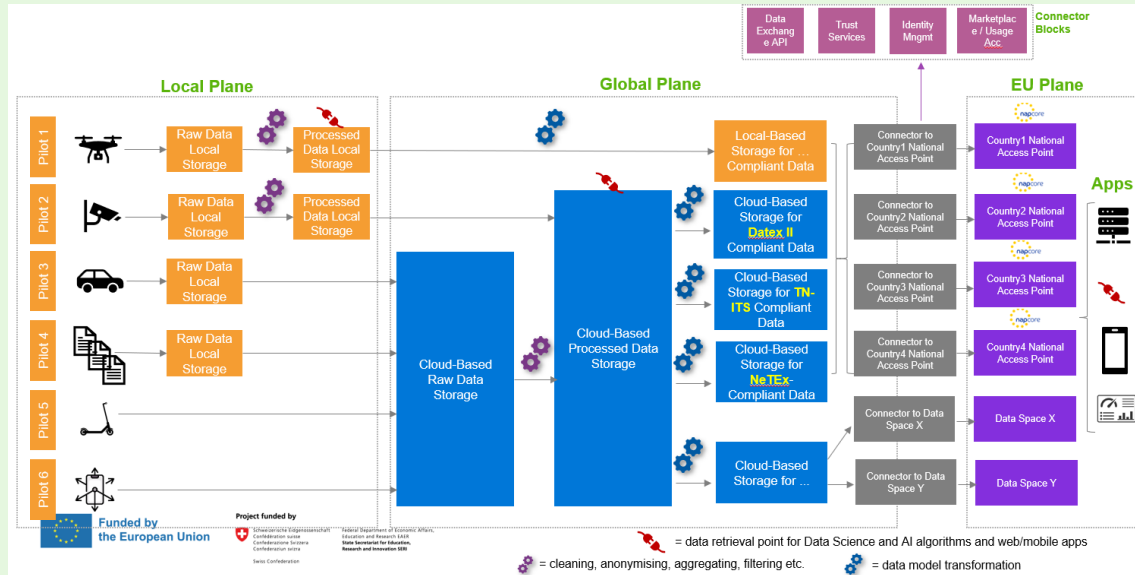 Data
Exchang
e API
Trust
Services
Identity
Mngmt
Marketplac
e / Usage
Acc
Connector
Blocks
Local Plane
Global Plane
EU Plane
Pilot 1
Raw Data
Local
Storage
Processed
Data Local
Storage
Local-Based
Storage for ...
Compliant Data
Connector to
Country1 National
Access Point
napcore
Country1 National
Access Point
Apps
Pilot 2
Raw Data
Local
Storage
Processed
Data Local
Storage
Cloud-Based
Storage for
Datex II
Compliant Data
Connector to
Country2 National
Access Point
napcore
Country2 National
Access Point
Pilot 3
Raw Data
Local
Storage
Cloud-Based
Storage for TN-
ITS Compliant
Data
Connector to
Country3 National
Access Point
napcore
Country3 National
Access Point
Pilot 4
Raw Data
Local
Storage
Cloud-Based
Raw Data
Storage
Cloud-Based
Processed Data
Storage
Cloud-Based
Storage for
NeTEx-
Compliant Data
Connector to
Country4 National
Access Point
napcore
Country4 National
Access Point
Pilot 5
Connector to Data
Space X
Data Space X
Pilot 6
Cloud-Based
Storage for ...
Connector to Data
Space Y
Data Space Y
Funded by
the European Union
Project funded by
Schweizerische Eidgenossenschaft
Confédération suisse
Confederazione Svizzera
Confederaziun svizra
Swiss Confederation
Federal Department of Economic Affairs,
Education and Research EAER
State Secretariat for Education,
Research and Innovation SERI
= data retrieval point for Data Science and AI algorithms and web/mobile apps
= cleaning, anonymising, aggregating, filtering etc.
= data model transformation